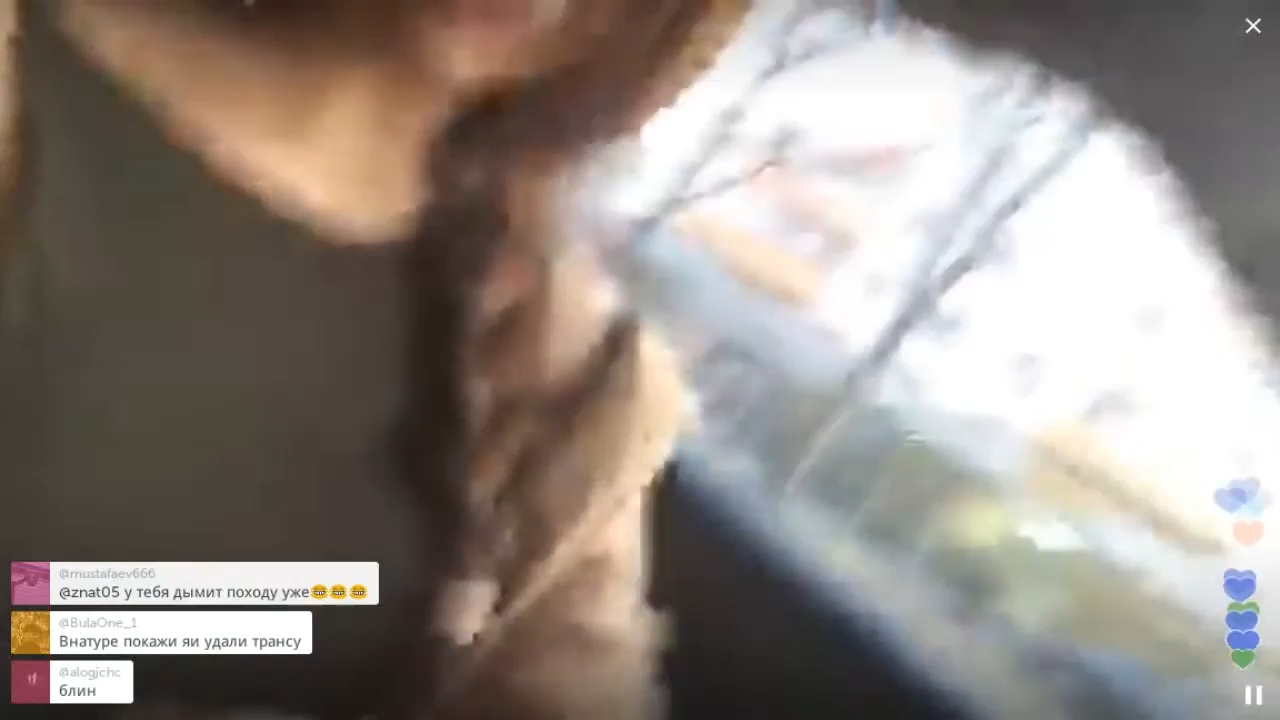 @mustafaev666
@znat05 у тебя дымит походу уже😂😂😂
@BulaOne_1
Внатуре покажи яи удали трансу
@alogjchc
блин